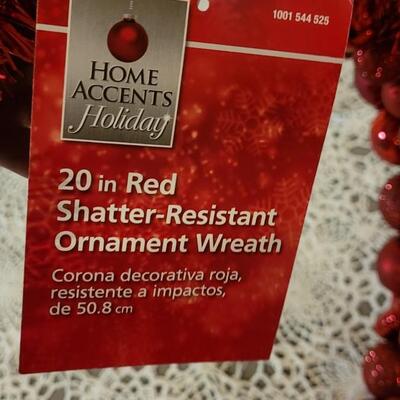 1001 544 525
HOME
ACCENTS
Holiday
20 in Red
Shatter-Resistant
Ornament Wreath
Corona decorativa roja,
resistente a impactos,
de 50.8 cm